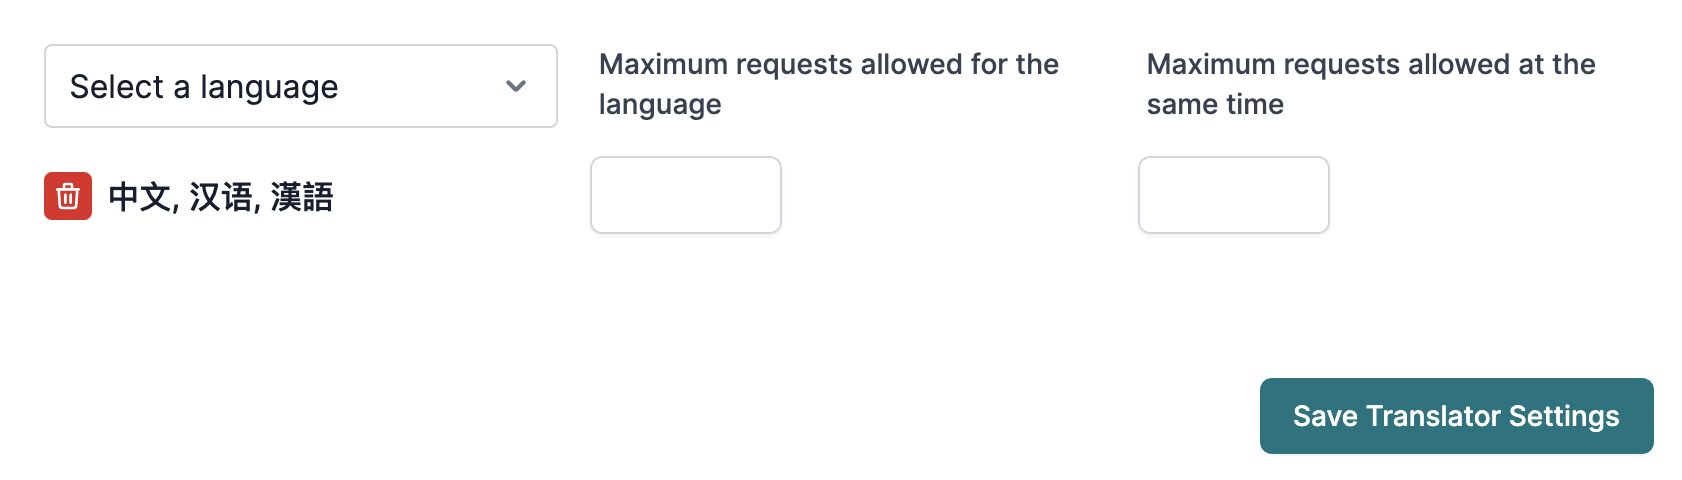 Select a language
Maximum requests allowed for the
language
Maximum requests allowed at the
same time
中文, 汉语, 漢語
Save Translator Settings